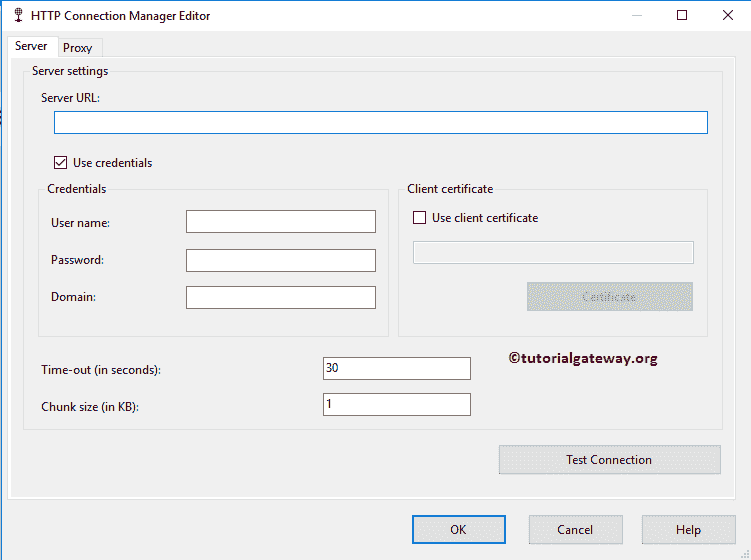 HTTP Connection Manager Editor
Server Proxy
Server settings
Server URL:
Use credentials
Credentials
Client certificate
User name:
Use client certificate
Password:
Domain:
Certificate
Time-out (in seconds): 30
©tutorialgateway.org
Chunk size (in KB): 1
Test Connection
OK Cancel Help